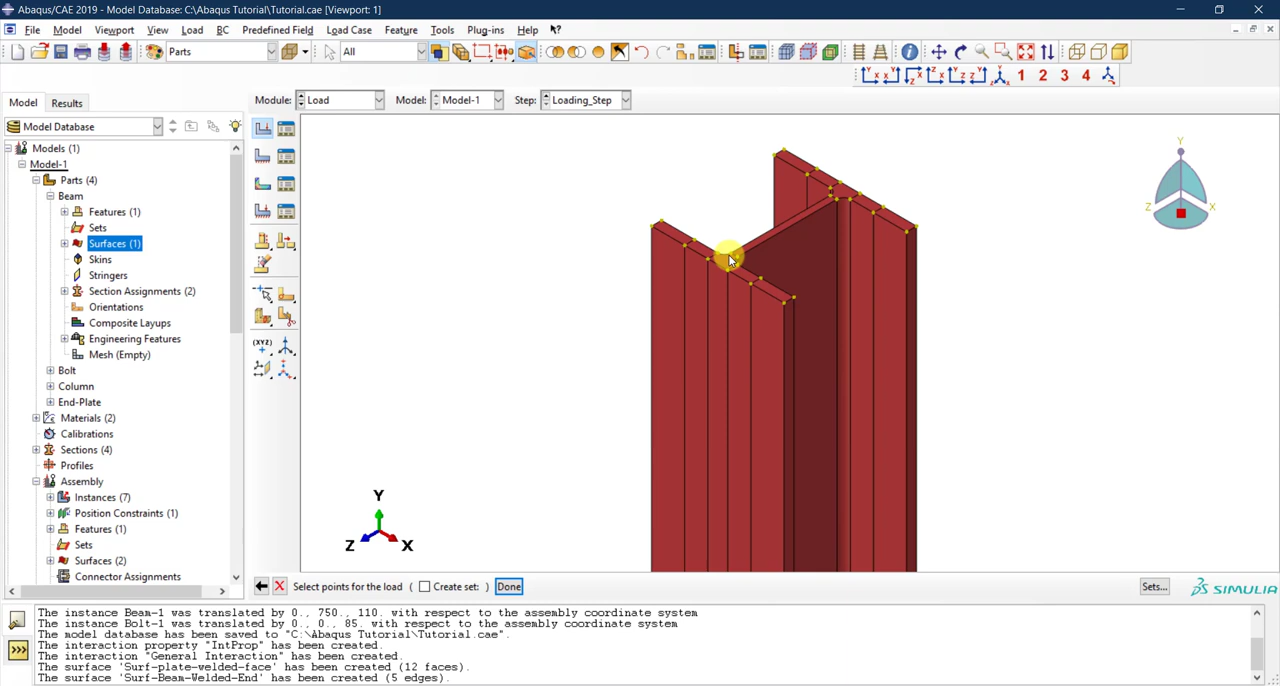 Abaqus/CAE 2019 - Model Database: C:\Abaqus Tutorial\Tutorial.cae [Viewport: 1]
File Model Viewport View Load BC Predefined Field Load Case Feature Tools Plug-ins Help
Parts All
1 2 3 4
Model Results Module: Load Model: Model-1 Step: Loading_Step
Model Database
Models (1)
Model-1
Parts (4)
Beam
Features (1)
Sets
Surfaces (1)
Skins
Stringers
Section Assignments (2)
Orientations
Composite Layups
Engineering Features
Mesh (Empty)
Bolt
Column
End-Plate
Materials (2)
Calibrations
Sections (4)
Profiles
Assembly
Instances (7)
Position Constraints (1)
Features (1)
Sets
Surfaces (2)
Connector Assignments
(XYZ)
Y
Z X
Y
Z X
Select points for the load ( Create set: ) Done Sets... SIMULIA
The instance Beam-1 was translated by 0., 750., 110. with respect to the assembly coordinate system
The instance Bolt-1 was translated by 0., 0., 85. with respect to the assembly coordinate system
The model database has been saved to "C:\Abaqus Tutorial\Tutorial.cae".
The interaction property "IntProp" has been created.
The interaction "General Interaction" has been created.
The surface 'Surf-plate-welded-face' has been created (12 faces).
The surface 'Surf-Beam-Welded-End' has been created (5 edges).
>>>